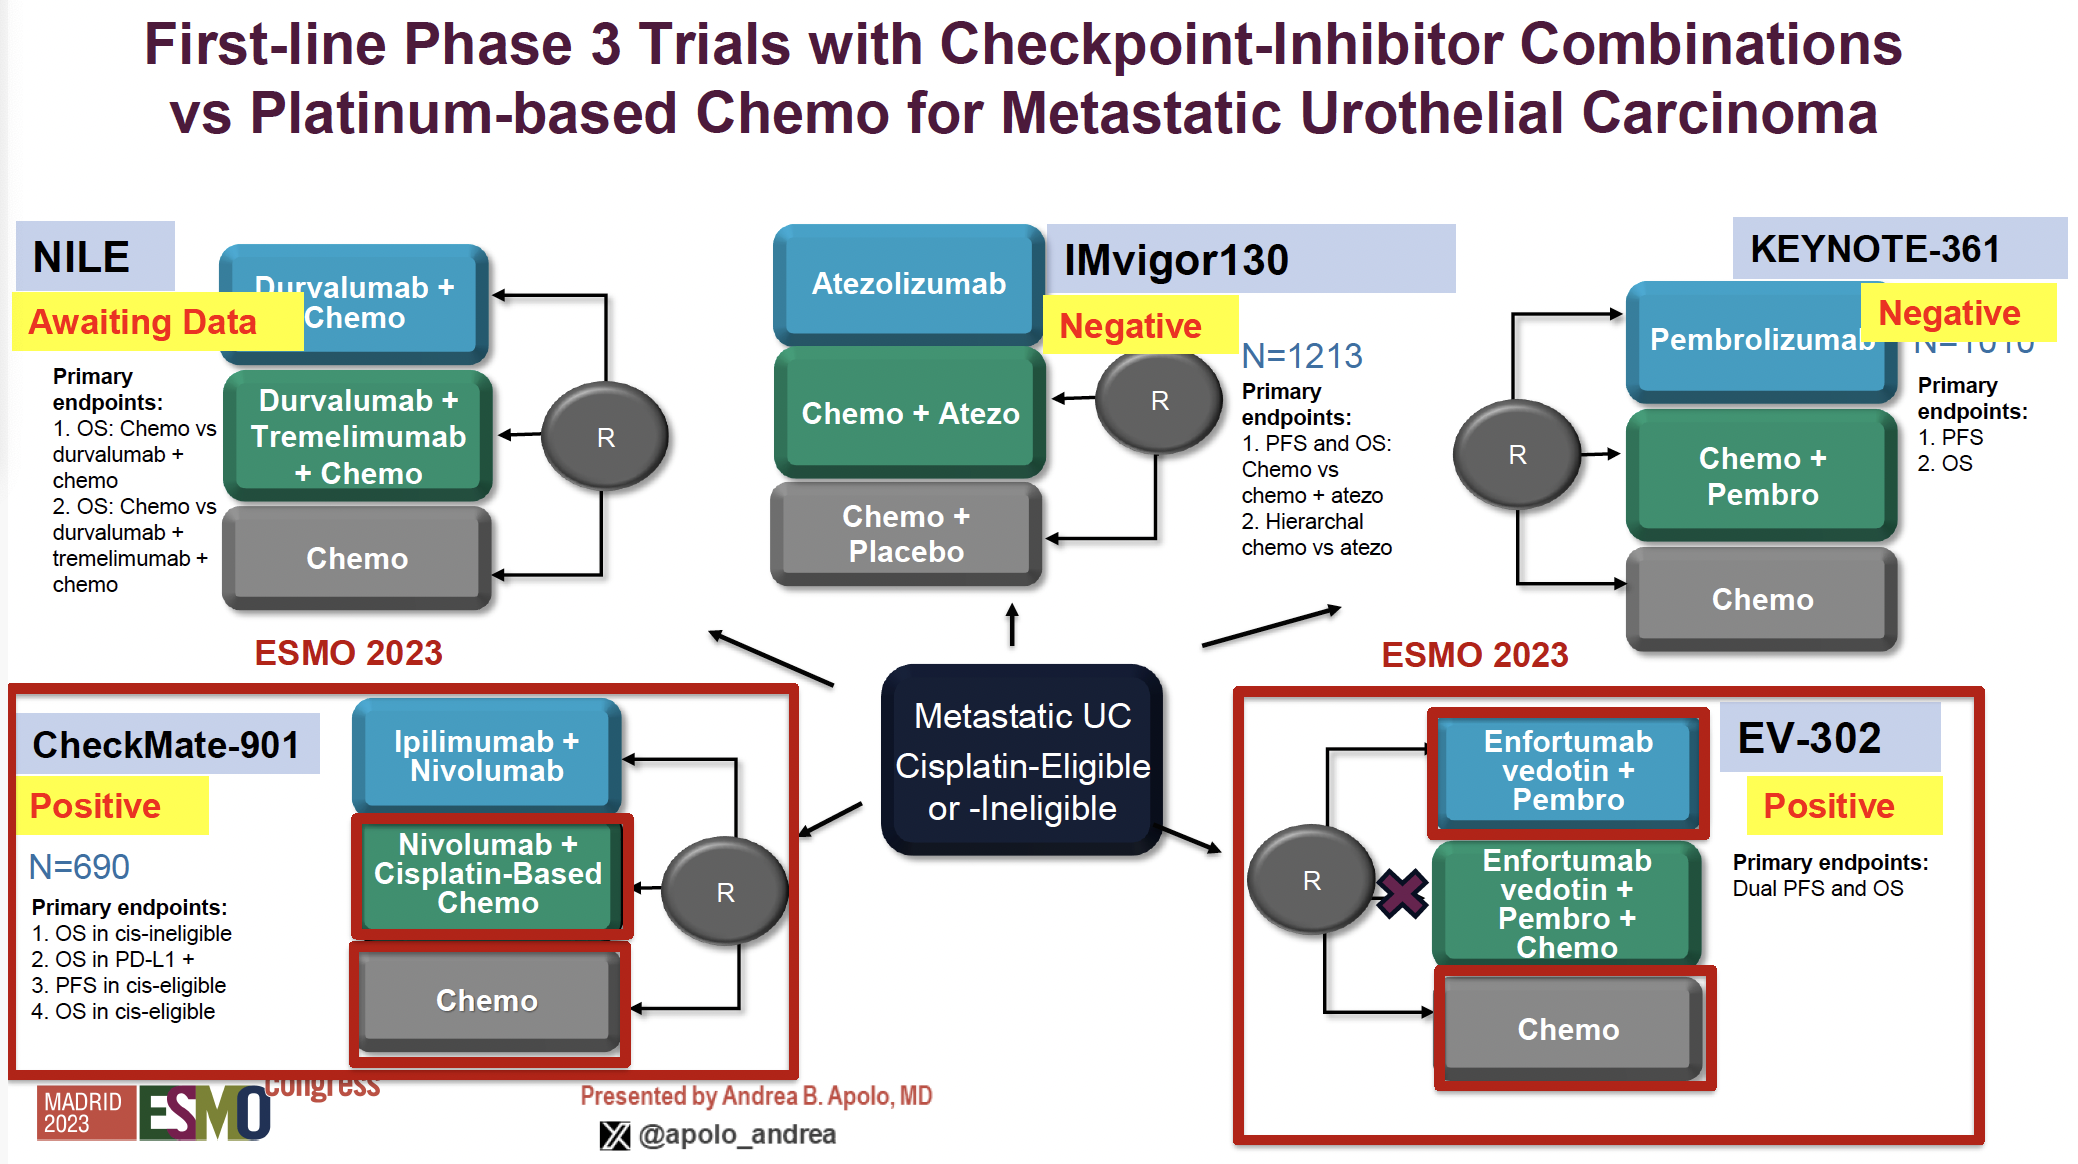 First-line Phase 3 Trials with Checkpoint-Inhibitor Combinations
vs Platinum-based Chemo for Metastatic Urothelial Carcinoma
NILE
Awaiting Data
Primary
endpoints:
1. OS: Chemo vs
durvalumab +
chemo
2. OS: Chemo vs
durvalumab +
tremelimumab +
chemo
Durvalumab +
Chemo
Durvalumab +
Tremelimumab
+ Chemo
Chemo
R
Atezolizumab
Chemo + Atezo
Chemo +
Placebo
R
IMvigor130
Negative
N=1213
Primary
endpoints:
1. PFS and OS:
Chemo vs
chemo + atezo
2. Hierarchal
chemo vs atezo
KEYNOTE-361
Negative
R
Pembrolizumab
Chemo +
Pembro
Chemo
Primary
endpoints:
1. PFS
2. OS
ESMO 2023
CheckMate-901
Positive
N=690
Primary endpoints:
1. OS in cis-ineligible
2. OS in PD-L1 +
3. PFS in cis-eligible
4. OS in cis-eligible
Ipilimumab +
Nivolumab
Nivolumab +
Cisplatin-Based
Chemo
Chemo
R
Metastatic UC
Cisplatin-Eligible
or -Ineligible
ESMO 2023
R
Enfortumab
vedotin +
Pembro
Enfortumab
vedotin +
Pembro +
Chemo
Chemo
EV-302
Positive
Primary endpoints:
Dual PFS and OS
MADRID
2023
ESMO congress
Presented by Andrea B. Apolo, MD
@apolo_andrea